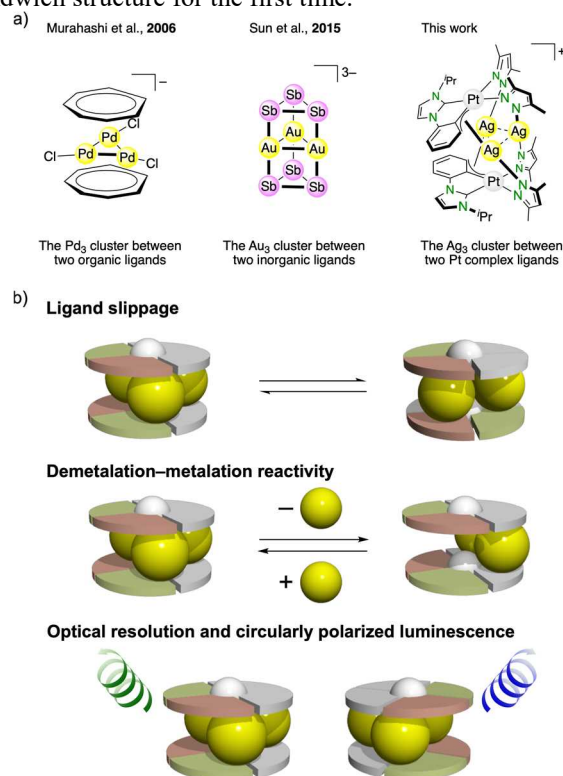 dwich structure for the first time.
a)
Murahashi et al., 2006
Sun et al., 2015
This work
Cl
Pd
Cl
Pd
Pd
Cl
–
Sb
Sb
Sb
Au
Au
Au
Sb
Sb
Sb
3–
+
N
iPr
N
Pt
N
N
N
N
Ag
Ag
Ag
N
N
Pt
N
N
N
N
iPr
The Pd3 cluster between
two organic ligands
The Au3 cluster between
two inorganic ligands
The Ag3 cluster between
two Pt complex ligands
b)
Ligand slippage
Demetalation–metalation reactivity
–
+
Optical resolution and circularly polarized luminescence